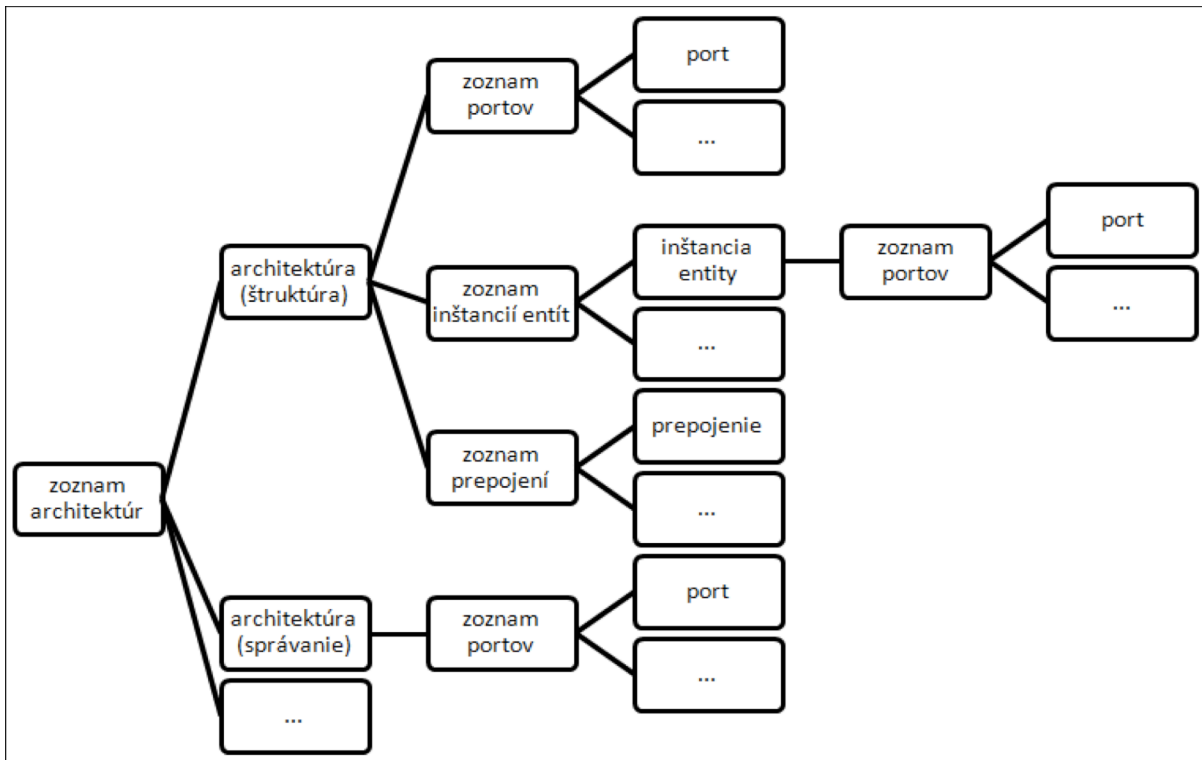 zoznam
architektúr
architektúra
(štruktúra)
zoznam
portov
port
...
zoznam
inštancií entít
inštancia
entity
zoznam
portov
port
...
...
zoznam
prepojení
prepojenie
...
architektúra
(správanie)
zoznam
portov
port
...
...